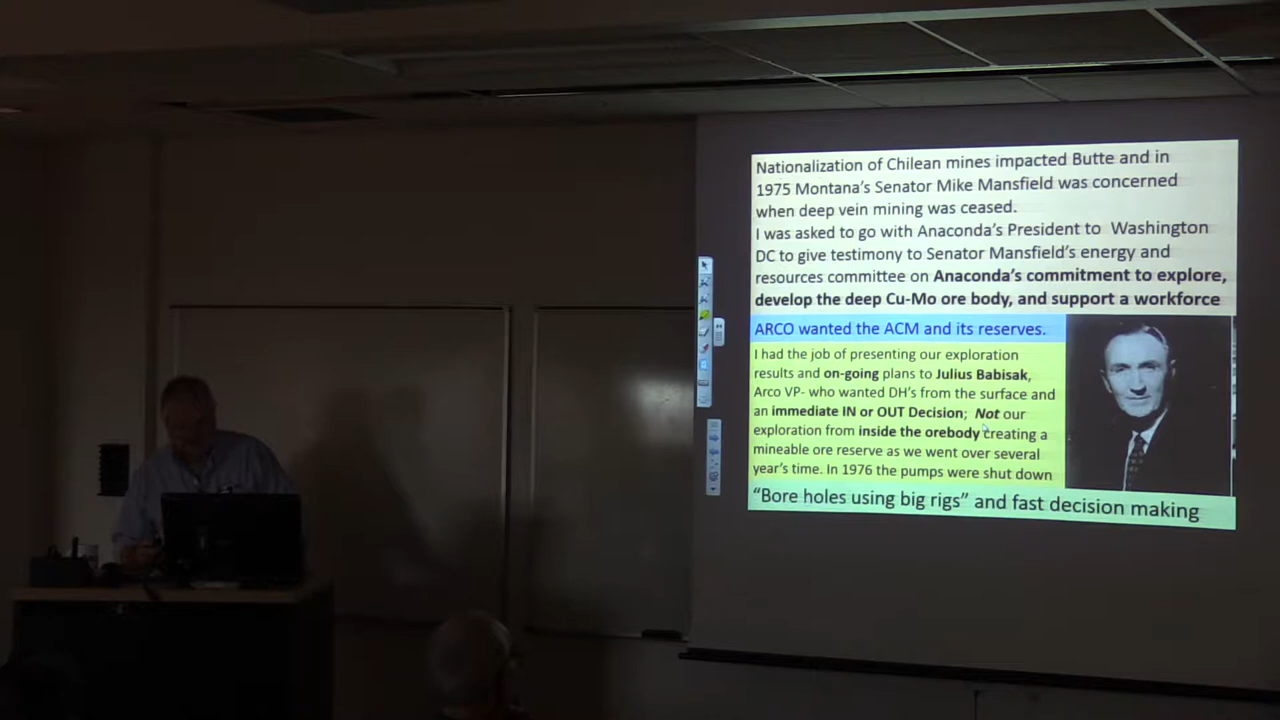 Nationalization of Chilean mines impacted Butte and in
1975 Montana's Senator Mike Mansfield was concerned
when deep vein mining was ceased.
I was asked to go with Anaconda's President to Washington
DC to give testimony to Senator Mansfield's energy and
resources committee on Anaconda's commitment to explore,
develop the deep Cu-Mo ore body, and support a workforce
ARCO wanted the ACM and its reserves.
I had the job of presenting our exploration
results and on-going plans to Julius Babisak,
Arco VP- who wanted DH's from the surface and
an immediate IN or OUT Decision; Not our
exploration from inside the orebody creating a
mineable ore reserve as we went over several
year's time. In 1976 the pumps were shut down
"Bore holes using big rigs" and fast decision making